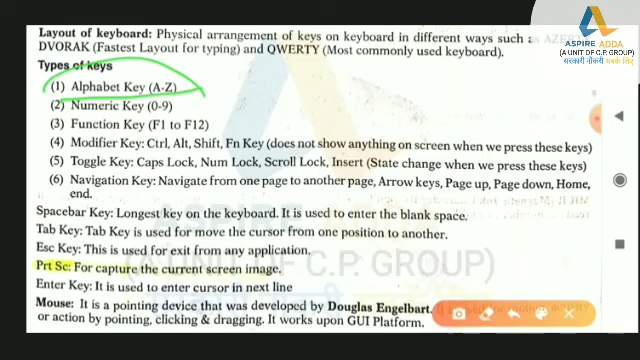 Layout of keyboard: Physical arrangement of keys on keyboard in different ways such as AZERTY
DVORAK (Fastest Layout for typing) and QWERTY (Most commonly used keyboard).
ASPIRE ADDA
(A UNIT OF C.P. GROUP)
सरकारी नौकरी सबके लिए
Types of keys
(1) Alphabet Key (A-Z)
(2) Numeric Key (0-9)
(3) Function Key (F1 to F12)
(4) Modifier Key: Ctrl, Alt, Shift, Fn Key (does not show anything on screen when we press these keys)
(5) Toggle Key: Caps Lock, Num Lock, Scroll Lock, Insert (State change when we press these keys)
(6) Navigation Key: Navigate from one page to another page, Arrow keys, Page up, Page down, Home,
end.
Spacebar Key: Longest key on the keyboard. It is used to enter the blank space.
Tab Key: Tab Key is used for move the cursor from one position to another.
Esc Key: This is used for exit from any application.
Prt Sc: For capture the current screen image.
Enter Key: It is used to enter cursor in next line
Mouse: It is a pointing device that was developed by Douglas Engelbart.
or action by pointing, clicking & dragging. It works upon GUI Platform.
ASPIRE ADDA
(A UNIT OF C.P. GROUP)